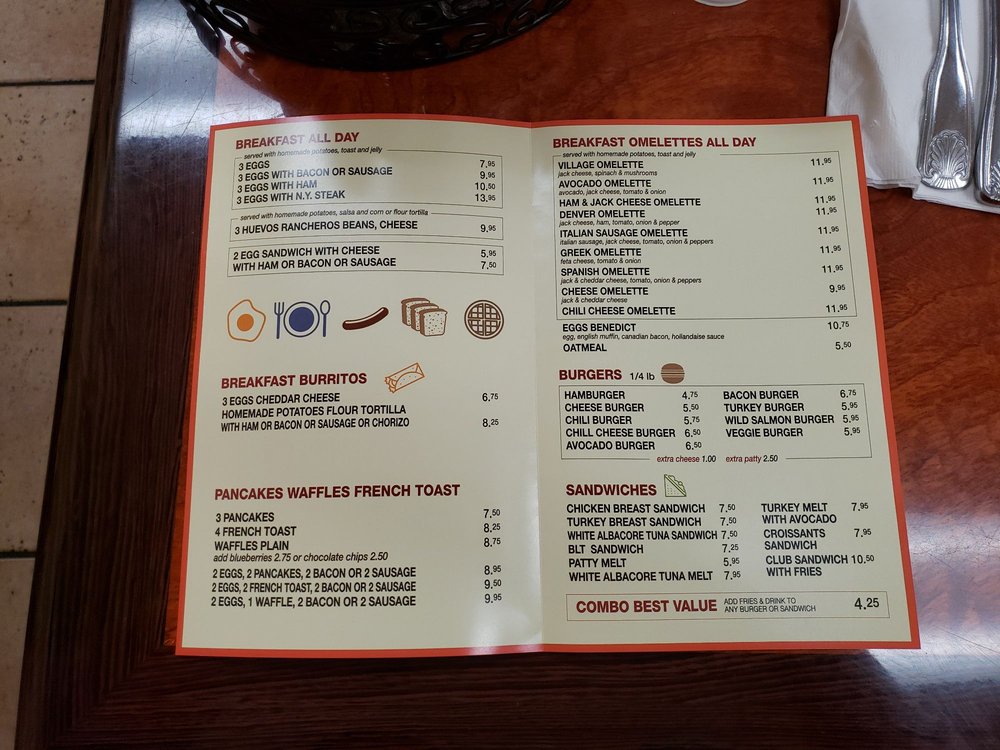 BREAKFAST ALL DAY
served with homemade potatoes, toast and jelly
3 EGGS 7.95
3 EGGS WITH BACON OR SAUSAGE 9.95
3 EGGS WITH HAM 10.50
3 EGGS WITH N.Y. STEAK 13.95
served with homemade potatoes, salsa and corn or flour tortilla
3 HUEVOS RANCHEROS BEANS, CHEESE 9.95
2 EGG SANDWICH WITH CHEESE 5.95
WITH HAM OR BACON OR SAUSAGE 7.50
BREAKFAST BURRITOS
3 EGGS CHEDDAR CHEESE 6.75
HOMEMADE POTATOES FLOUR TORTILLA
WITH HAM OR BACON OR SAUSAGE OR CHORIZO 8.25
PANCAKES WAFFLES FRENCH TOAST
3 PANCAKES 7.50
4 FRENCH TOAST 8.25
WAFFLES PLAIN 8.75
add blueberries 2.75 or chocolate chips 2.50
2 EGGS, 2 PANCAKES, 2 BACON OR 2 SAUSAGE 8.95
2 EGGS, 2 FRENCH TOAST, 2 BACON OR 2 SAUSAGE 9.50
2 EGGS, 1 WAFFLE, 2 BACON OR 2 SAUSAGE 9.95
BREAKFAST OMELETTES ALL DAY
served with homemade potatoes, toast and jelly
VILLAGE OMELETTE 11.95
jack cheese, spinach & mushrooms
AVOCADO OMELETTE 11.95
avocado, jack cheese, tomato & onion
HAM & JACK CHEESE OMELETTE 11.95
DENVER OMELETTE 11.95
jack cheese, ham, tomato, onion & pepper
ITALIAN SAUSAGE OMELETTE 11.95
italian sausage, jack cheese, tomato, onion & peppers
GREEK OMELETTE 11.95
feta cheese, tomato & onion
SPANISH OMELETTE 11.95
jack & cheddar cheese, tomato, onion & peppers
CHEESE OMELETTE 9.95
jack & cheddar cheese
CHILI CHEESE OMELETTE 11.95
EGGS BENEDICT 10.75
egg, english muffin, canadian bacon, hollandaise sauce
OATMEAL 5.50
BURGERS 1/4 lb
HAMBURGER 4.75
CHEESE BURGER 5.50
CHILI BURGER 5.75
CHILL CHEESE BURGER 6.50
AVOCADO BURGER 6.50
BACON BURGER 6.75
TURKEY BURGER 5.95
WILD SALMON BURGER 5.95
VEGGIE BURGER 5.95
extra cheese 1.00 extra patty 2.50
SANDWICHES
CHICKEN BREAST SANDWICH 7.50
TURKEY BREAST SANDWICH 7.50
WHITE ALBACORE TUNA SANDWICH 7.50
BLT SANDWICH 7.25
PATTY MELT 5.95
WHITE ALBACORE TUNA MELT 7.95
TURKEY MELT 7.95
WITH AVOCADO
CROISSANTS 7.95
SANDWICH
CLUB SANDWICH 10.50
WITH FRIES
COMBO BEST VALUE ADD FRIES & DRINK TO 4.25
ANY BURGER OR SANDWICH